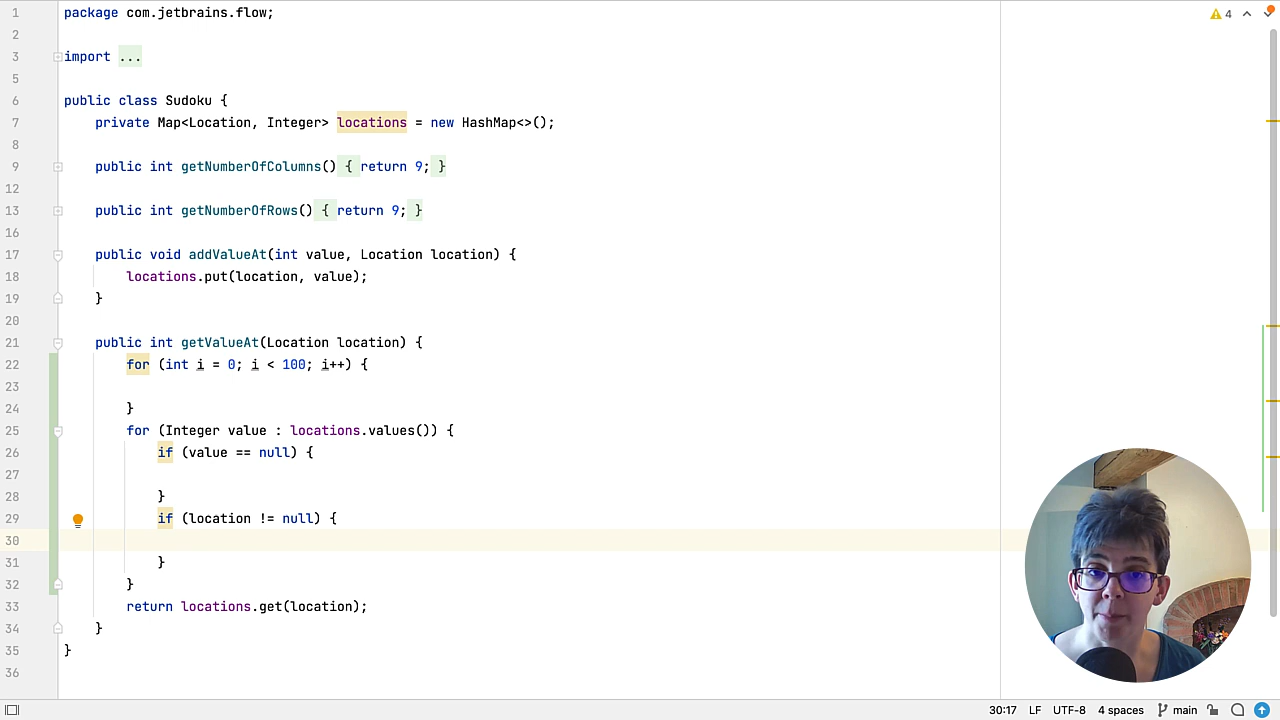 1 package com.jetbrains.flow;
2
3 import ...
5
6 public class Sudoku {
7 private Map<Location, Integer> locations = new HashMap<>();
8
9 public int getNumberOfColumns() { return 9; }
12
13 public int getNumberOfRows() { return 9; }
16
17 public void addValueAt(int value, Location location) {
18 locations.put(location, value);
19 }
20
21 public int getValueAt(Location location) {
22 for (int i = 0; i < 100; i++) {
23
24 }
25 for (Integer value : locations.values()) {
26 if (value == null) {
27
28 }
29 if (location != null) {
30
31 }
32 }
33 return locations.get(location);
34 }
35 }
36
4
30:17 LF UTF-8 4 spaces main